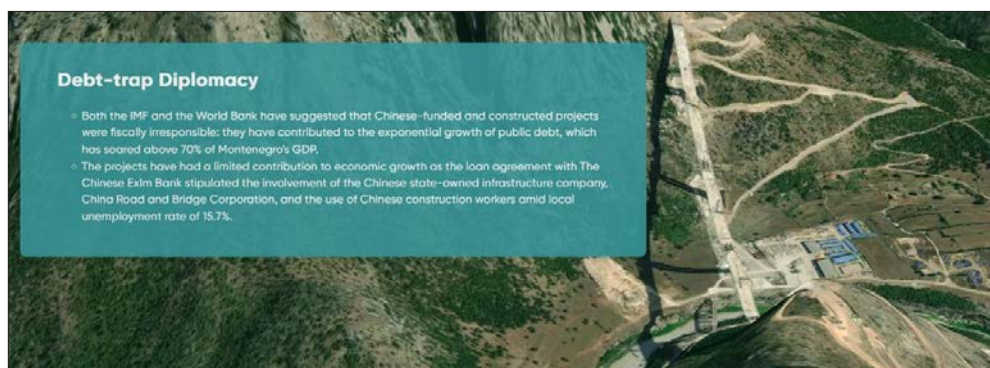 Debt-trap Diplomacy
Both the IMF and the World Bank have suggested that Chinese-funded and constructed projects
were fiscally irresponsible: they have contributed to the exponential growth of public debt, which
has soared above 70% of Montenegro's GDP.
The projects have had a limited contribution to economic growth as the loan agreement with The
Chinese ExIm Bank stipulated the involvement of the Chinese state-owned infrastructure company,
China Road and Bridge Corporation, and the use of Chinese construction workers amid local
unemployment rate of 15.7%.